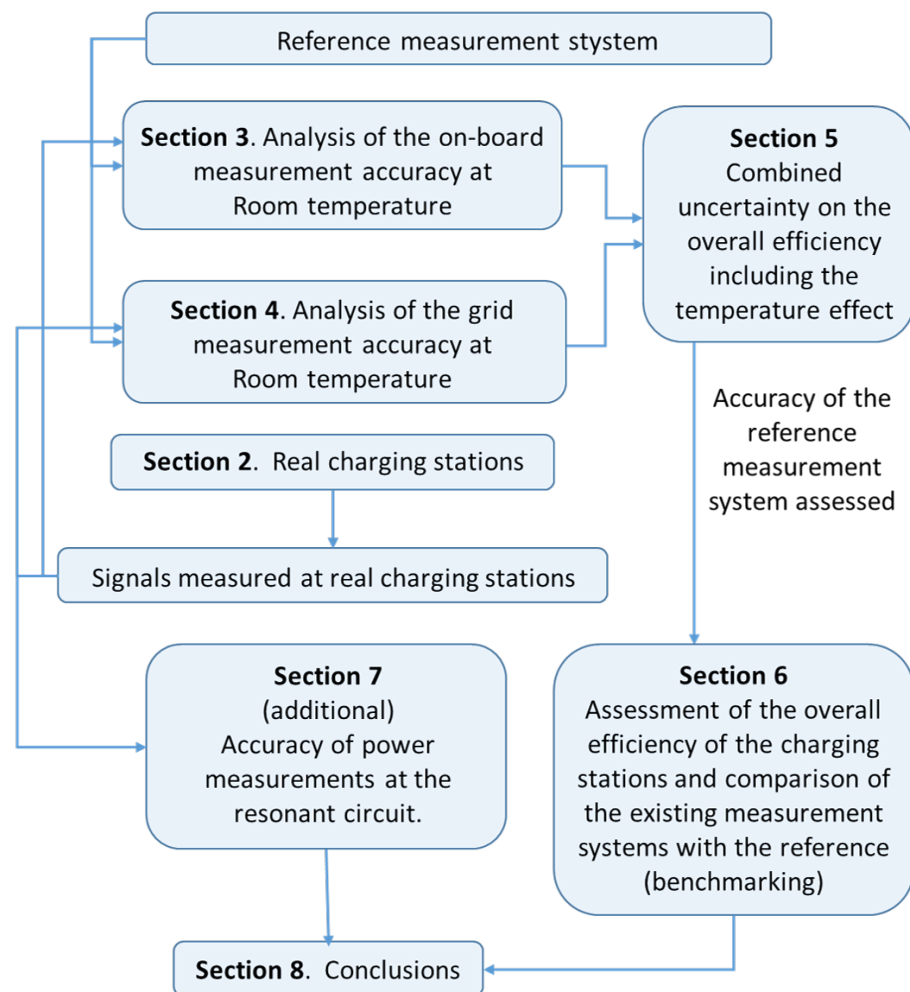 Reference measurement stystem
Section 3. Analysis of the on-board
measurement accuracy at
Room temperature
Section 5
Combined
uncertainty on the
overall efficiency
including the
temperature effect
Section 4. Analysis of the grid
measurement accuracy at
Room temperature
Accuracy of the
reference
measurement
system assessed
Section 2. Real charging stations
Signals measured at real charging stations
Section 7
(additional)
Accuracy of power
measurements at the
resonant circuit.
Section 6
Assessment of the overall
efficiency of the charging
stations and comparison of
the existing measurement
systems with the reference
(benchmarking)
Section 8. Conclusions